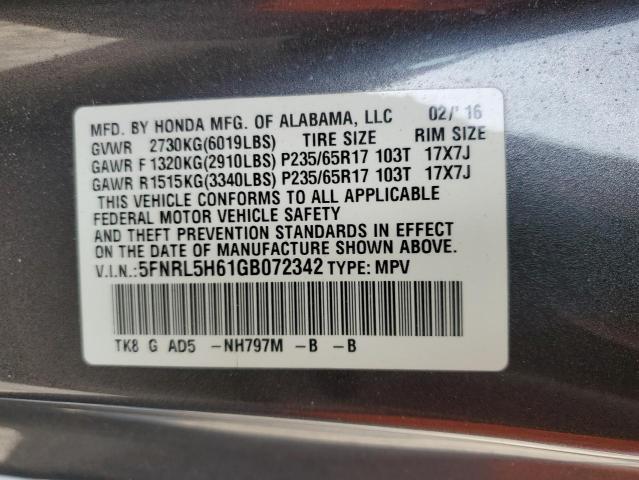 MFD. BY HONDA MFG. OF ALABAMA, LLC 02/'16
GVWR 2730KG(6019LBS) TIRE SIZE RIM SIZE
GAWR F 1320KG(2910LBS) P235/65R17 103T 17X7J
GAWR R1515KG(3340LBS) P235/65R17 103T 17X7J
THIS VEHICLE CONFORMS TO ALL APPLICABLE
FEDERAL MOTOR VEHICLE SAFETY
AND THEFT PREVENTION STANDARDS IN EFFECT
ON THE DATE OF MANUFACTURE SHOWN ABOVE.
V.I.N.:5FNRL5H61GB072342 TYPE: MPV
TK8 G AD5 -NH797M -B -B